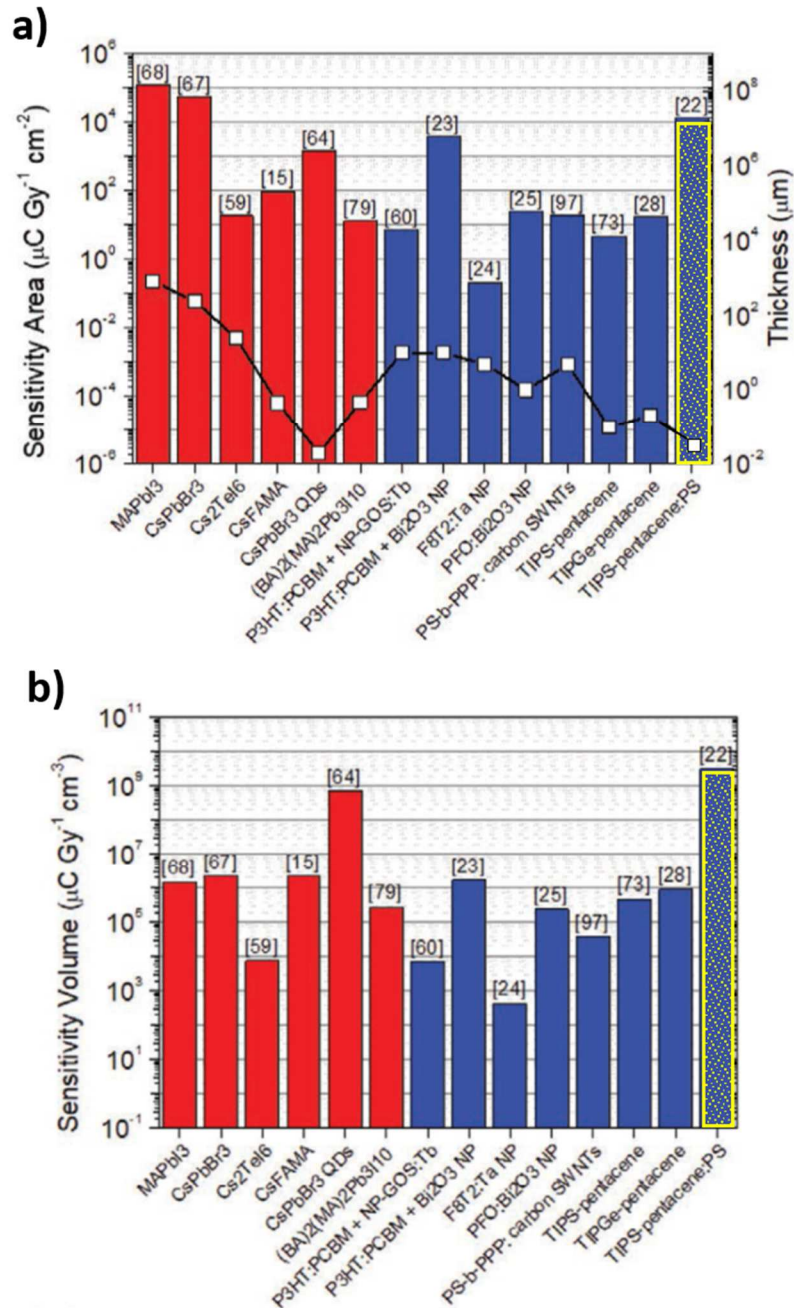 a)
10^6
10^4
10^2
10^0
10^-2
10^-4
10^-6
Sensitivity Area (μC Gy^-1 cm^-2)
[68]
[67]
[59]
[15]
[64]
[79]
[60]
[23]
[24]
[25]
[97]
[73]
[28]
[22]
10^8
10^6
10^4
10^2
10^0
10^-2
Thickness (μm)
MAPbI3
CsPbBr3
Cs2TeI6
CsFAMA
CsPbBr3 QDs
(BA)2(MA)2Pb3I10
P3HT:PCBM + NP-GOS:Tb
P3HT:PCBM + Bi2O3 NP
F8T2:Ta NP
PFO:Bi2O3 NP
PS-b-PPP: carbon SWNTs
TIPS-pentacene
TIPGe-pentacene
TIPS-pentacene:PS
b)
10^11
10^9
10^7
10^5
10^3
10^1
10^-1
Sensitivity Volume (μC Gy^-1 cm^-3)
[68]
[67]
[59]
[15]
[64]
[79]
[60]
[23]
[24]
[25]
[97]
[73]
[28]
[22]
MAPbI3
CsPbBr3
Cs2TeI6
CsFAMA
CsPbBr3 QDs
(BA)2(MA)2Pb3I10
P3HT:PCBM + NP-GOS:Tb
P3HT:PCBM + Bi2O3 NP
F8T2:Ta NP
PFO:Bi2O3 NP
PS-b-PPP: carbon SWNTs
TIPS-pentacene
TIPGe-pentacene
TIPS-pentacene:PS